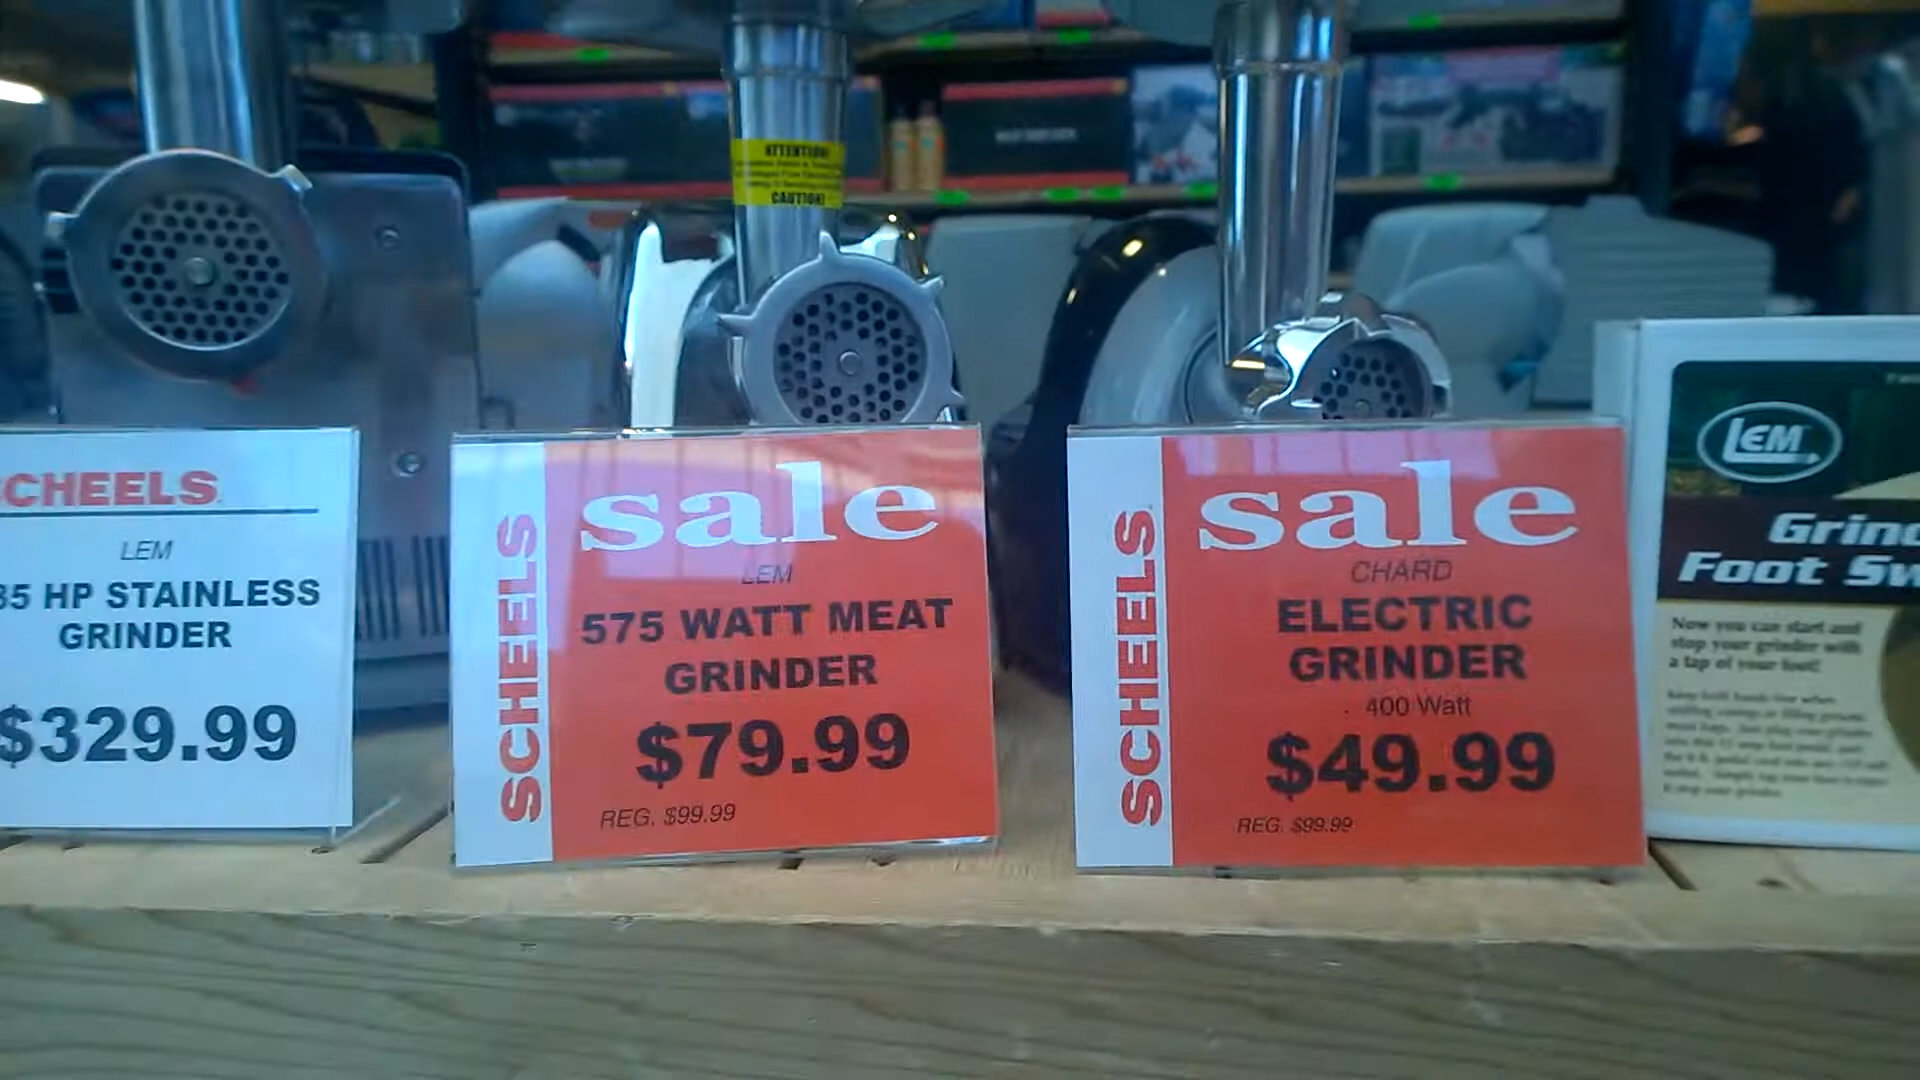 SCHEELS
LEM
35 HP STAINLESS
GRINDER
$329.99
ATTENTION!
CAUTION!
SCHEELS
sale
LEM
575 WATT MEAT
GRINDER
$79.99
REG. $99.99
SCHEELS
sale
CHARD
ELECTRIC
GRINDER
400 Watt
$49.99
REG. $99.99
LEM
Grind
Foot Sw
Now you can start and
stop your grinder with
a tap of your foot!